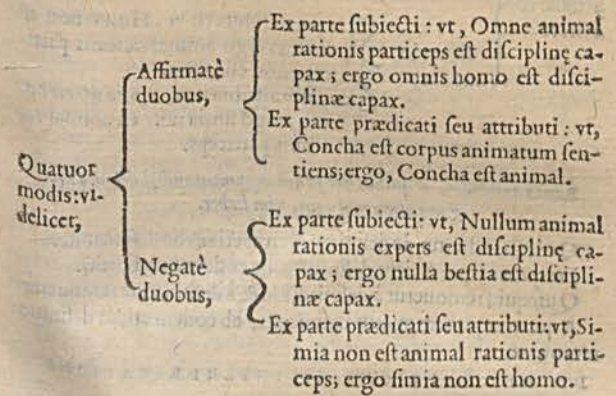 Quatuor
modis:vi-
delicet,
Affirmatè
duobus,
Ex parte ſubiecti : vt, Omne animal
rationis particeps eſt diſciplinę ca-
pax ; ergo omnis homo eſt diſci-
plinæ capax.
Ex parte prædicati ſeu attributi : vt,
Concha eſt corpus animatum ſen-
tiens;ergo, Concha eſt animal.
Negatè
duobus,
Ex parte ſubiecti: vt, Nullum animal
rationis expers eſt diſciplinę ca-
pax ; ergo nulla beſtia eſt diſcipli-
næ capax.
Ex parte prædicati ſeu attributi:vt,Si-
mia non eſt animal rationis parti-
ceps; ergo ſimia non eſt homo.